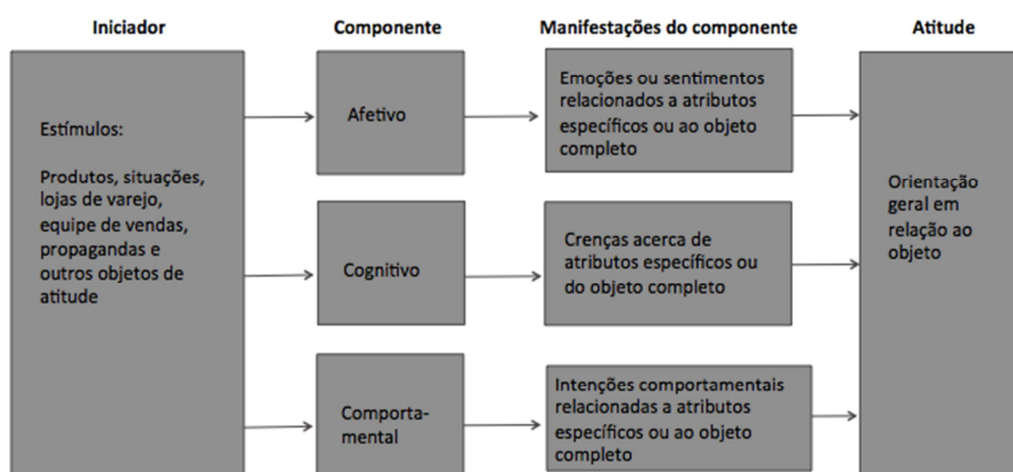 Iniciador
Componente
Manifestações do componente
Atitude
Estímulos:
Produtos, situações,
lojas de varejo,
equipe de vendas,
propagandas e
outros objetos de
atitude
Afetivo
Emoções ou sentimentos
relacionados a atributos
específicos ou ao objeto
completo
Cognitivo
Crenças acerca de
atributos específicos ou
do objeto completo
Comporta-
mental
Intenções comportamentais
relacionadas a atributos
específicos ou ao objeto
completo
Orientação
geral em
relação ao
objeto